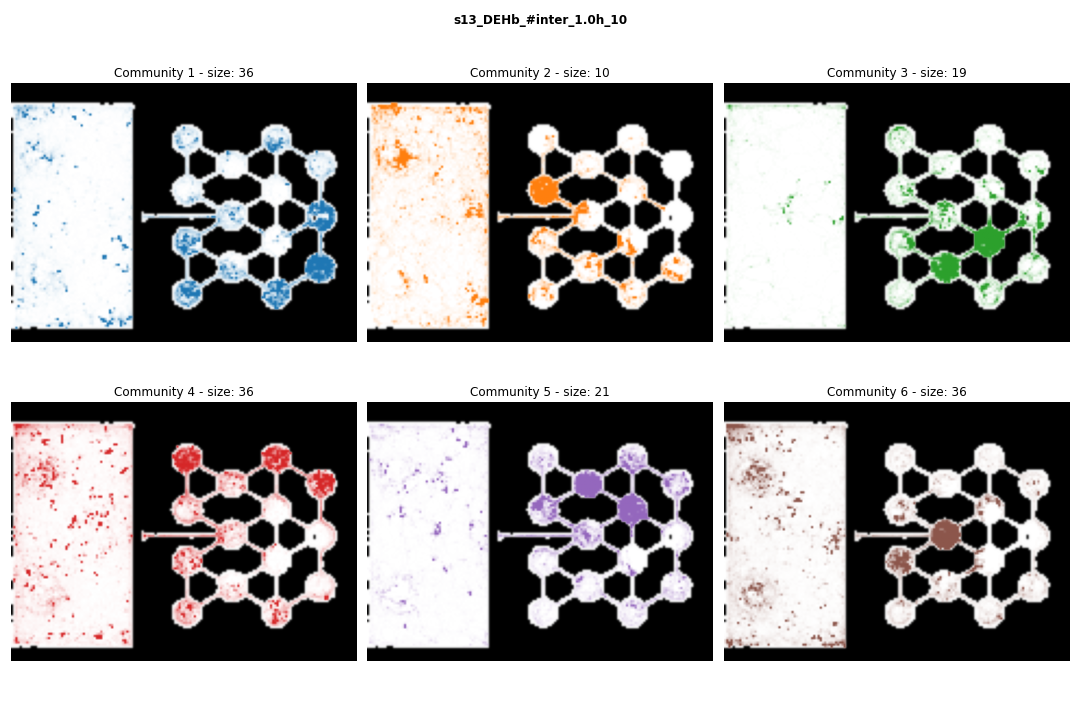 s13_DEHb_#inter_1.0h_10
Community 1 - size: 36
Community 2 - size: 10
Community 3 - size: 19
Community 4 - size: 36
Community 5 - size: 21
Community 6 - size: 36